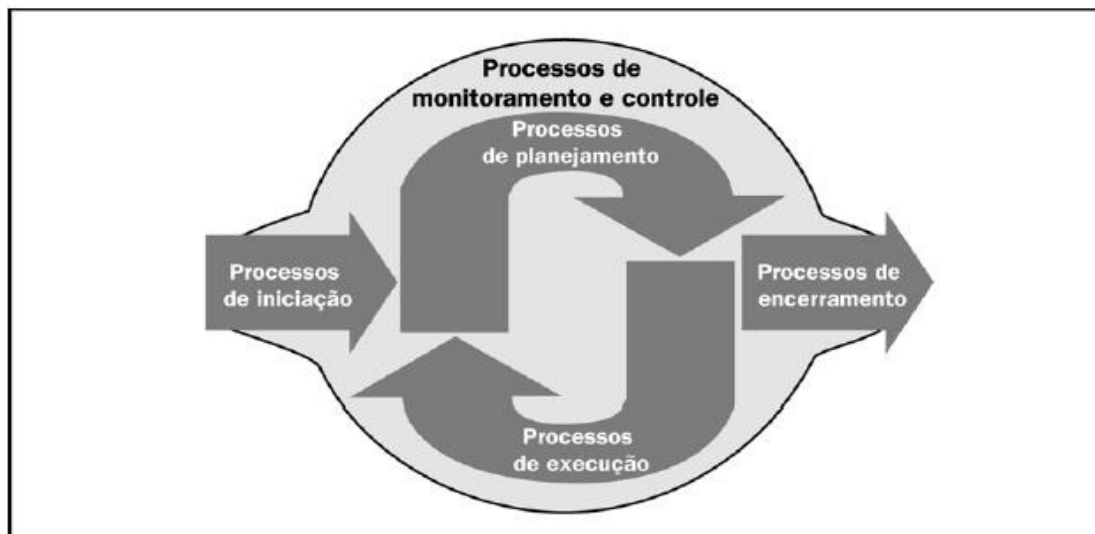 Processos de
monitoramento e controle
Processos
de planejamento
Processos
de iniciação
Processos de
encerramento
Processos
de execução